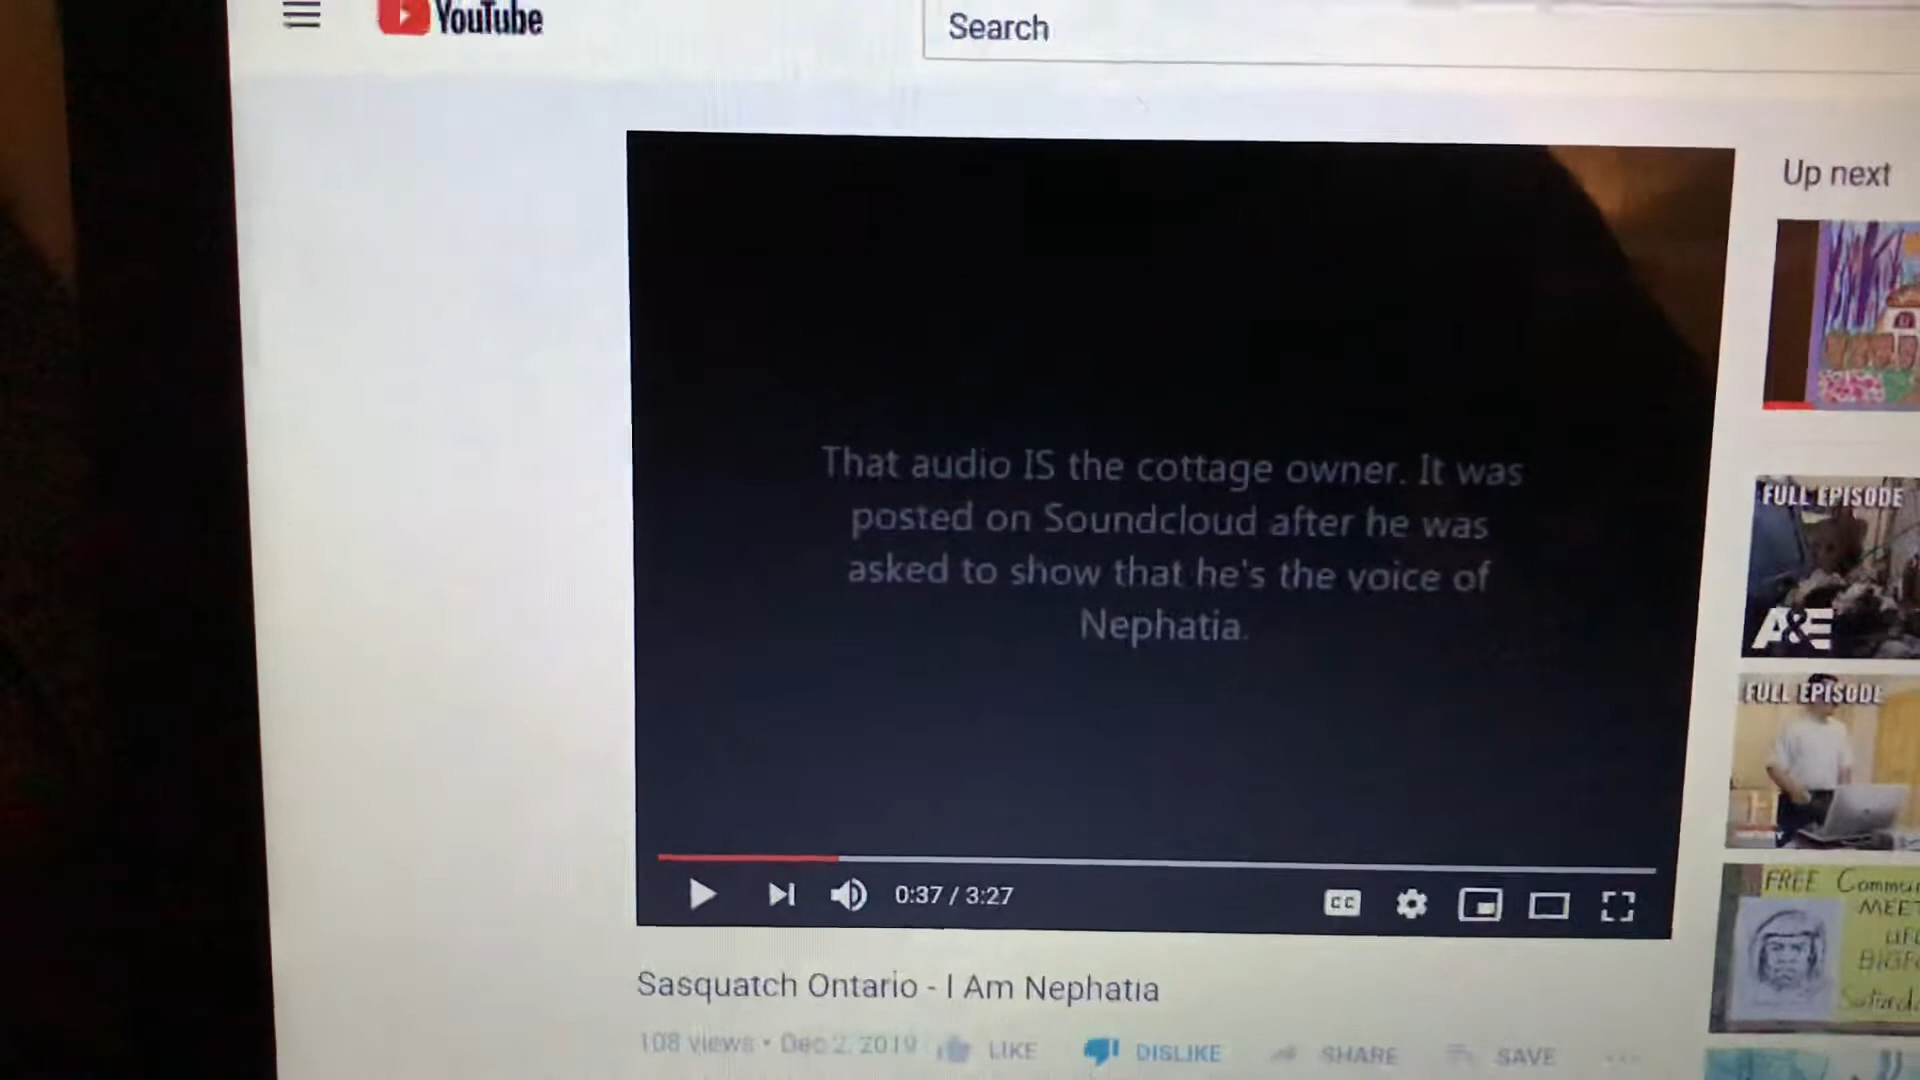 YouTube
Search
Up next
That audio IS the cottage owner. It was
posted on Soundcloud after he was
asked to show that he's the voice of
Nephatia.
FULL EPISODE
A&E
FULL EPISODE
0:37 / 3:27
CC
FREE
MEET
Sasquatch Ontario - I Am Nephatia
108 views • Dec 2, 2019
LIKE
DISLIKE
SHARE
SAVE